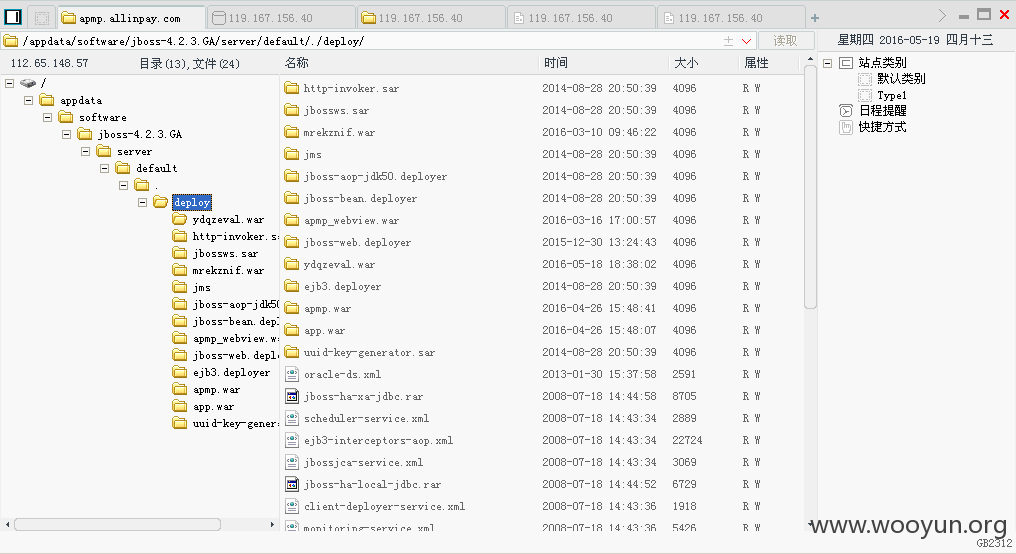 apmp.allinpay.com 119.167.156.40 119.167.156.40 119.167.156.40 119.167.156.40 +
/appdata/software/jboss-4.2.3.GA/server/default/./deploy/ 读取 星期四 2016-05-19 四月十三
112.65.148.57 目录(13),文件(24)
/
appdata
software
jboss-4.2.3.GA
server
default
.
deploy
ydqzeval.war
http-invoker.s
jbossws.sar
mrekznif.war
jms
jboss-aop-jdk50
jboss-bean.depl
apmp_webview.w
jboss-web.deplo
ejb3.deployer
apmp.war
app.war
uuid-key-gener
名称 时间 大小 属性
http-invoker.sar 2014-08-28 20:50:39 4096 R W
jbossws.sar 2014-08-28 20:50:39 4096 R W
mrekznif.war 2016-03-10 09:46:22 4096 R W
jms 2014-08-28 20:50:39 4096 R W
jboss-aop-jdk50.deployer 2014-08-28 20:50:39 4096 R W
jboss-bean.deployer 2014-08-28 20:50:39 4096 R W
apmp_webview.war 2016-03-16 17:00:57 4096 R W
jboss-web.deployer 2015-12-30 13:24:43 4096 R W
ydqzeval.war 2016-05-18 18:38:02 4096 R W
ejb3.deployer 2014-08-28 20:50:39 4096 R W
apmp.war 2016-04-26 15:48:41 4096 R W
app.war 2016-04-26 15:48:07 4096 R W
uuid-key-generator.sar 2014-08-28 20:50:39 4096 R W
oracle-ds.xml 2013-01-30 15:37:58 2591 R W
jboss-ha-xa-jdbc.rar 2008-07-18 14:44:58 8705 R W
scheduler-service.xml 2008-07-18 14:43:34 2889 R W
ejb3-interceptors-aop.xml 2008-07-18 14:43:34 22724 R W
jbossjca-service.xml 2008-07-18 14:43:34 3069 R W
jboss-ha-local-jdbc.rar 2008-07-18 14:44:52 6729 R W
client-deployer-service.xml 2008-07-18 14:43:36 1918 R W
monitoring-service.xml 2008-07-18 14:43:36 5426 R W
站点类别
默认类别
Type1
日程提醒
快捷方式
www.wooyun.org
GB2312